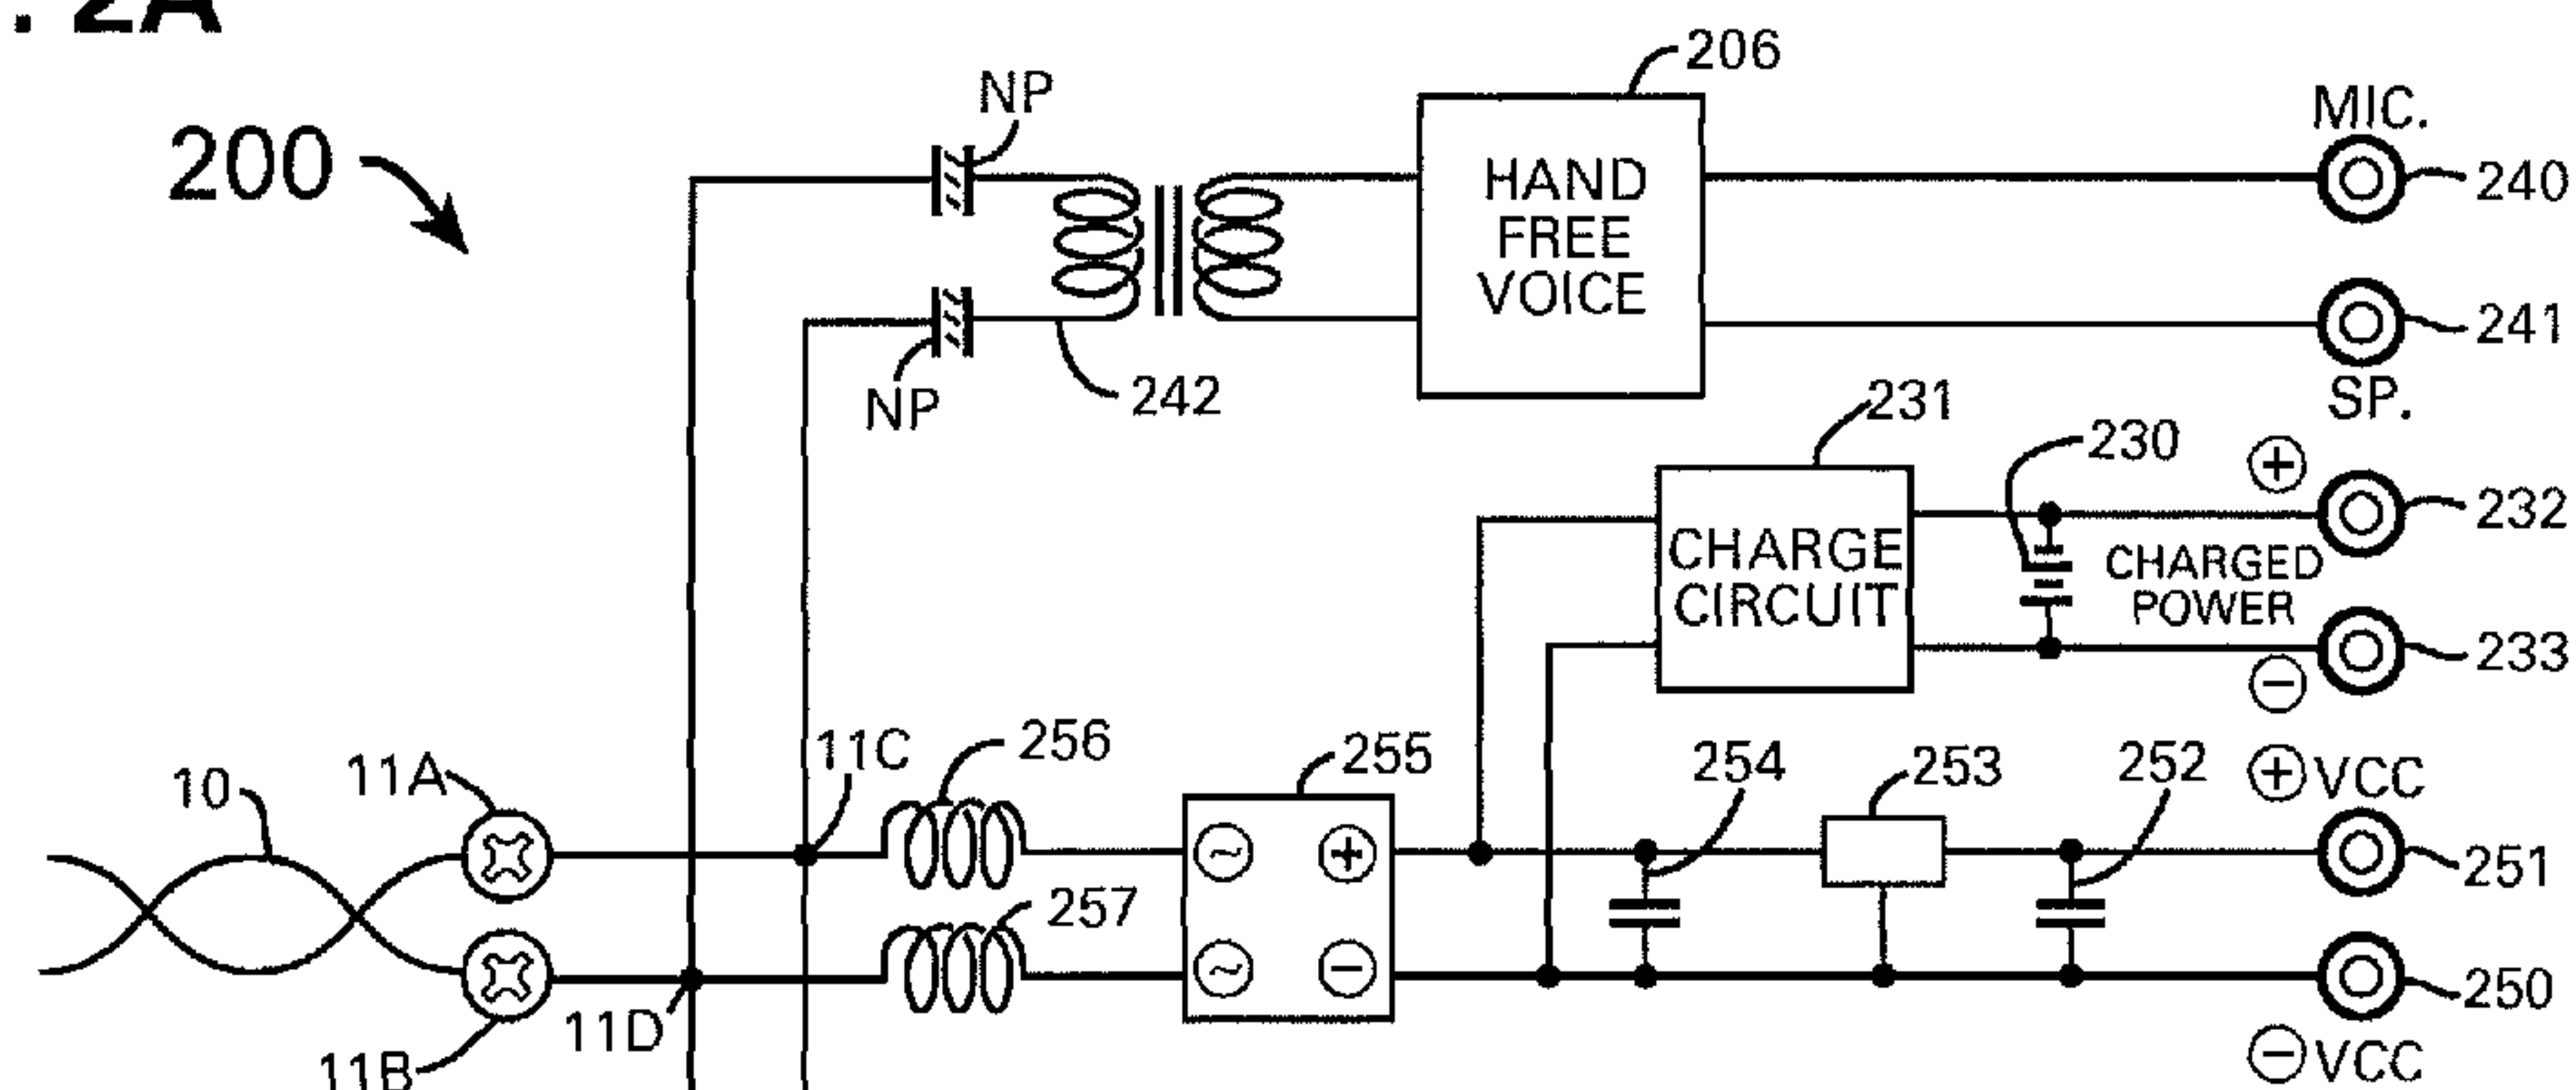 . 2A
200
NP
NP
242
206
HAND
FREE
VOICE
MIC.
240
241
SP.
231
CHARGE
CIRCUIT
230
CHARGED
POWER
+
232
233
−
10
11A
11B
11C
11D
256
257
255
~
~
+
−
254
253
252
+ VCC
251
250
− VCC